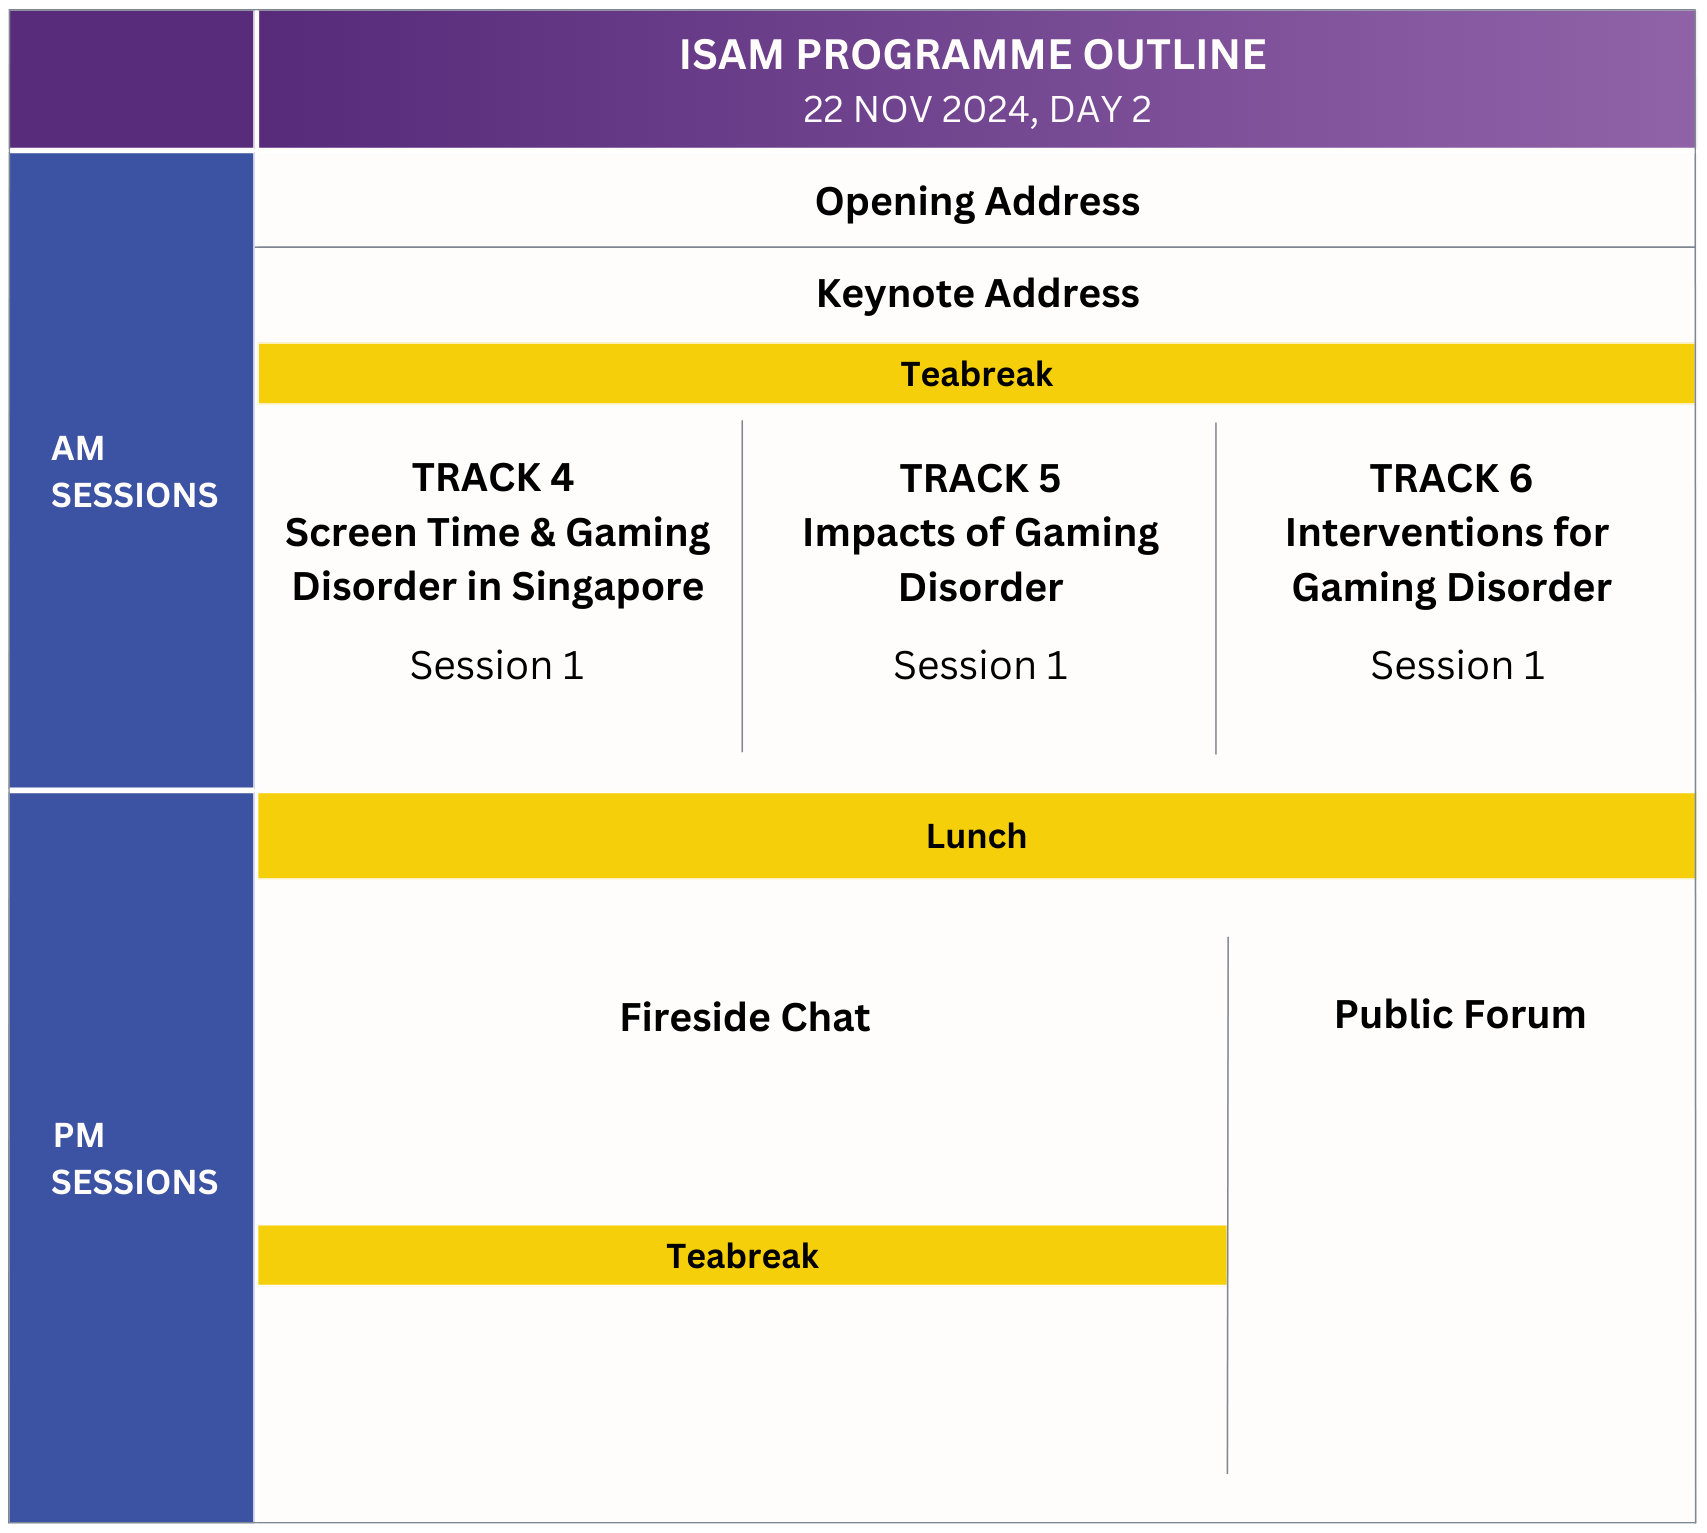 ISAM PROGRAMME OUTLINE
22 NOV 2024, DAY 2
AM
SESSIONS
Opening Address
Keynote Address
Teabreak
TRACK 4
Screen Time & Gaming
Disorder in Singapore
Session 1
TRACK 5
Impacts of Gaming
Disorder
Session 1
TRACK 6
Interventions for
Gaming Disorder
Session 1
PM
SESSIONS
Lunch
Fireside Chat
Teabreak
Public Forum